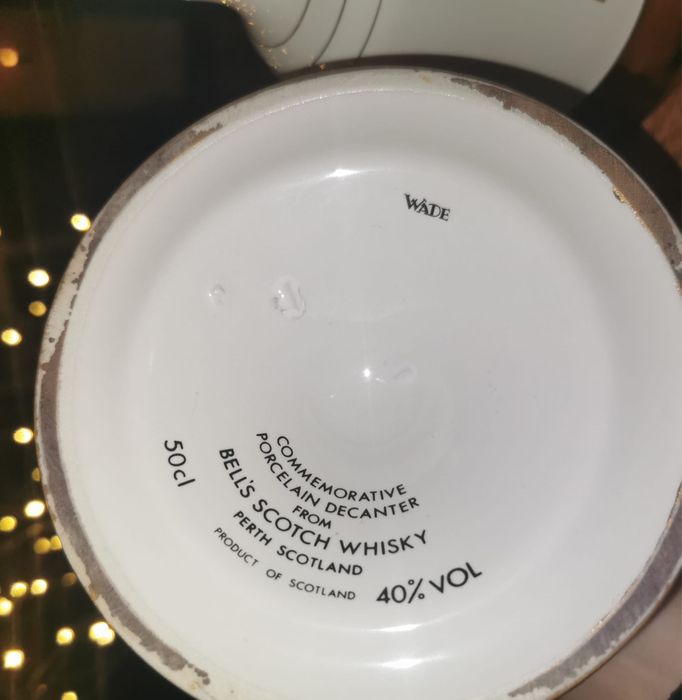 WADE
COMMEMORATIVE
PORCELAIN DECANTER
FROM
BELL'S SCOTCH WHISKY
PERTH SCOTLAND
PRODUCT OF SCOTLAND
50cl
40% VOL